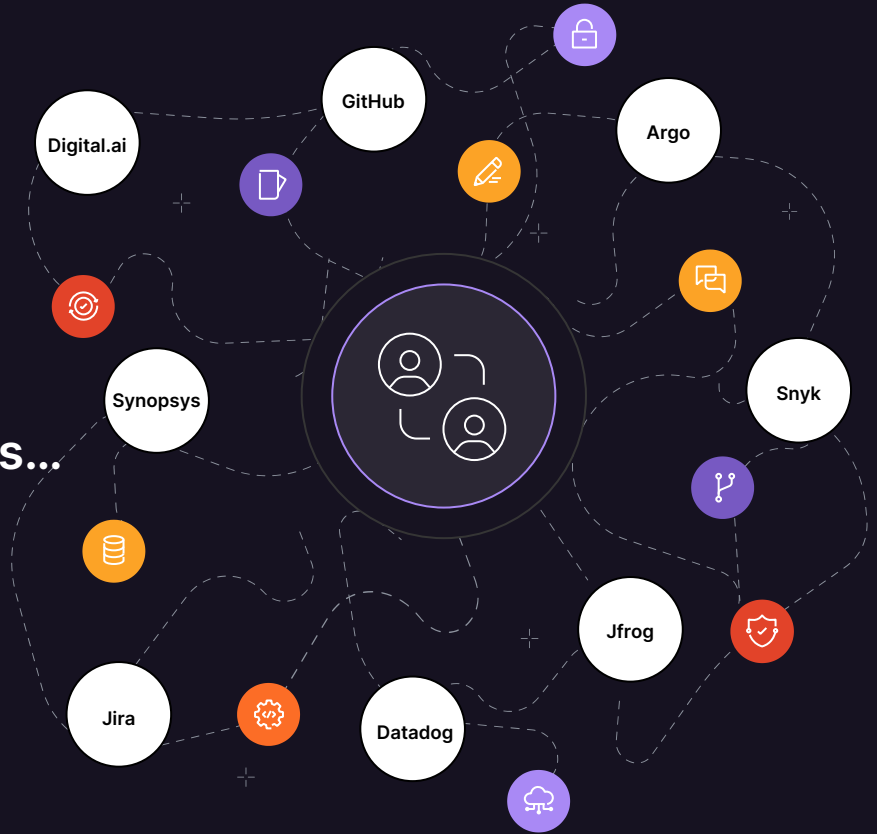 GitHub
Argo
Digital.ai
Snyk
Synopsys
s...
Jfrog
Jira
Datadog